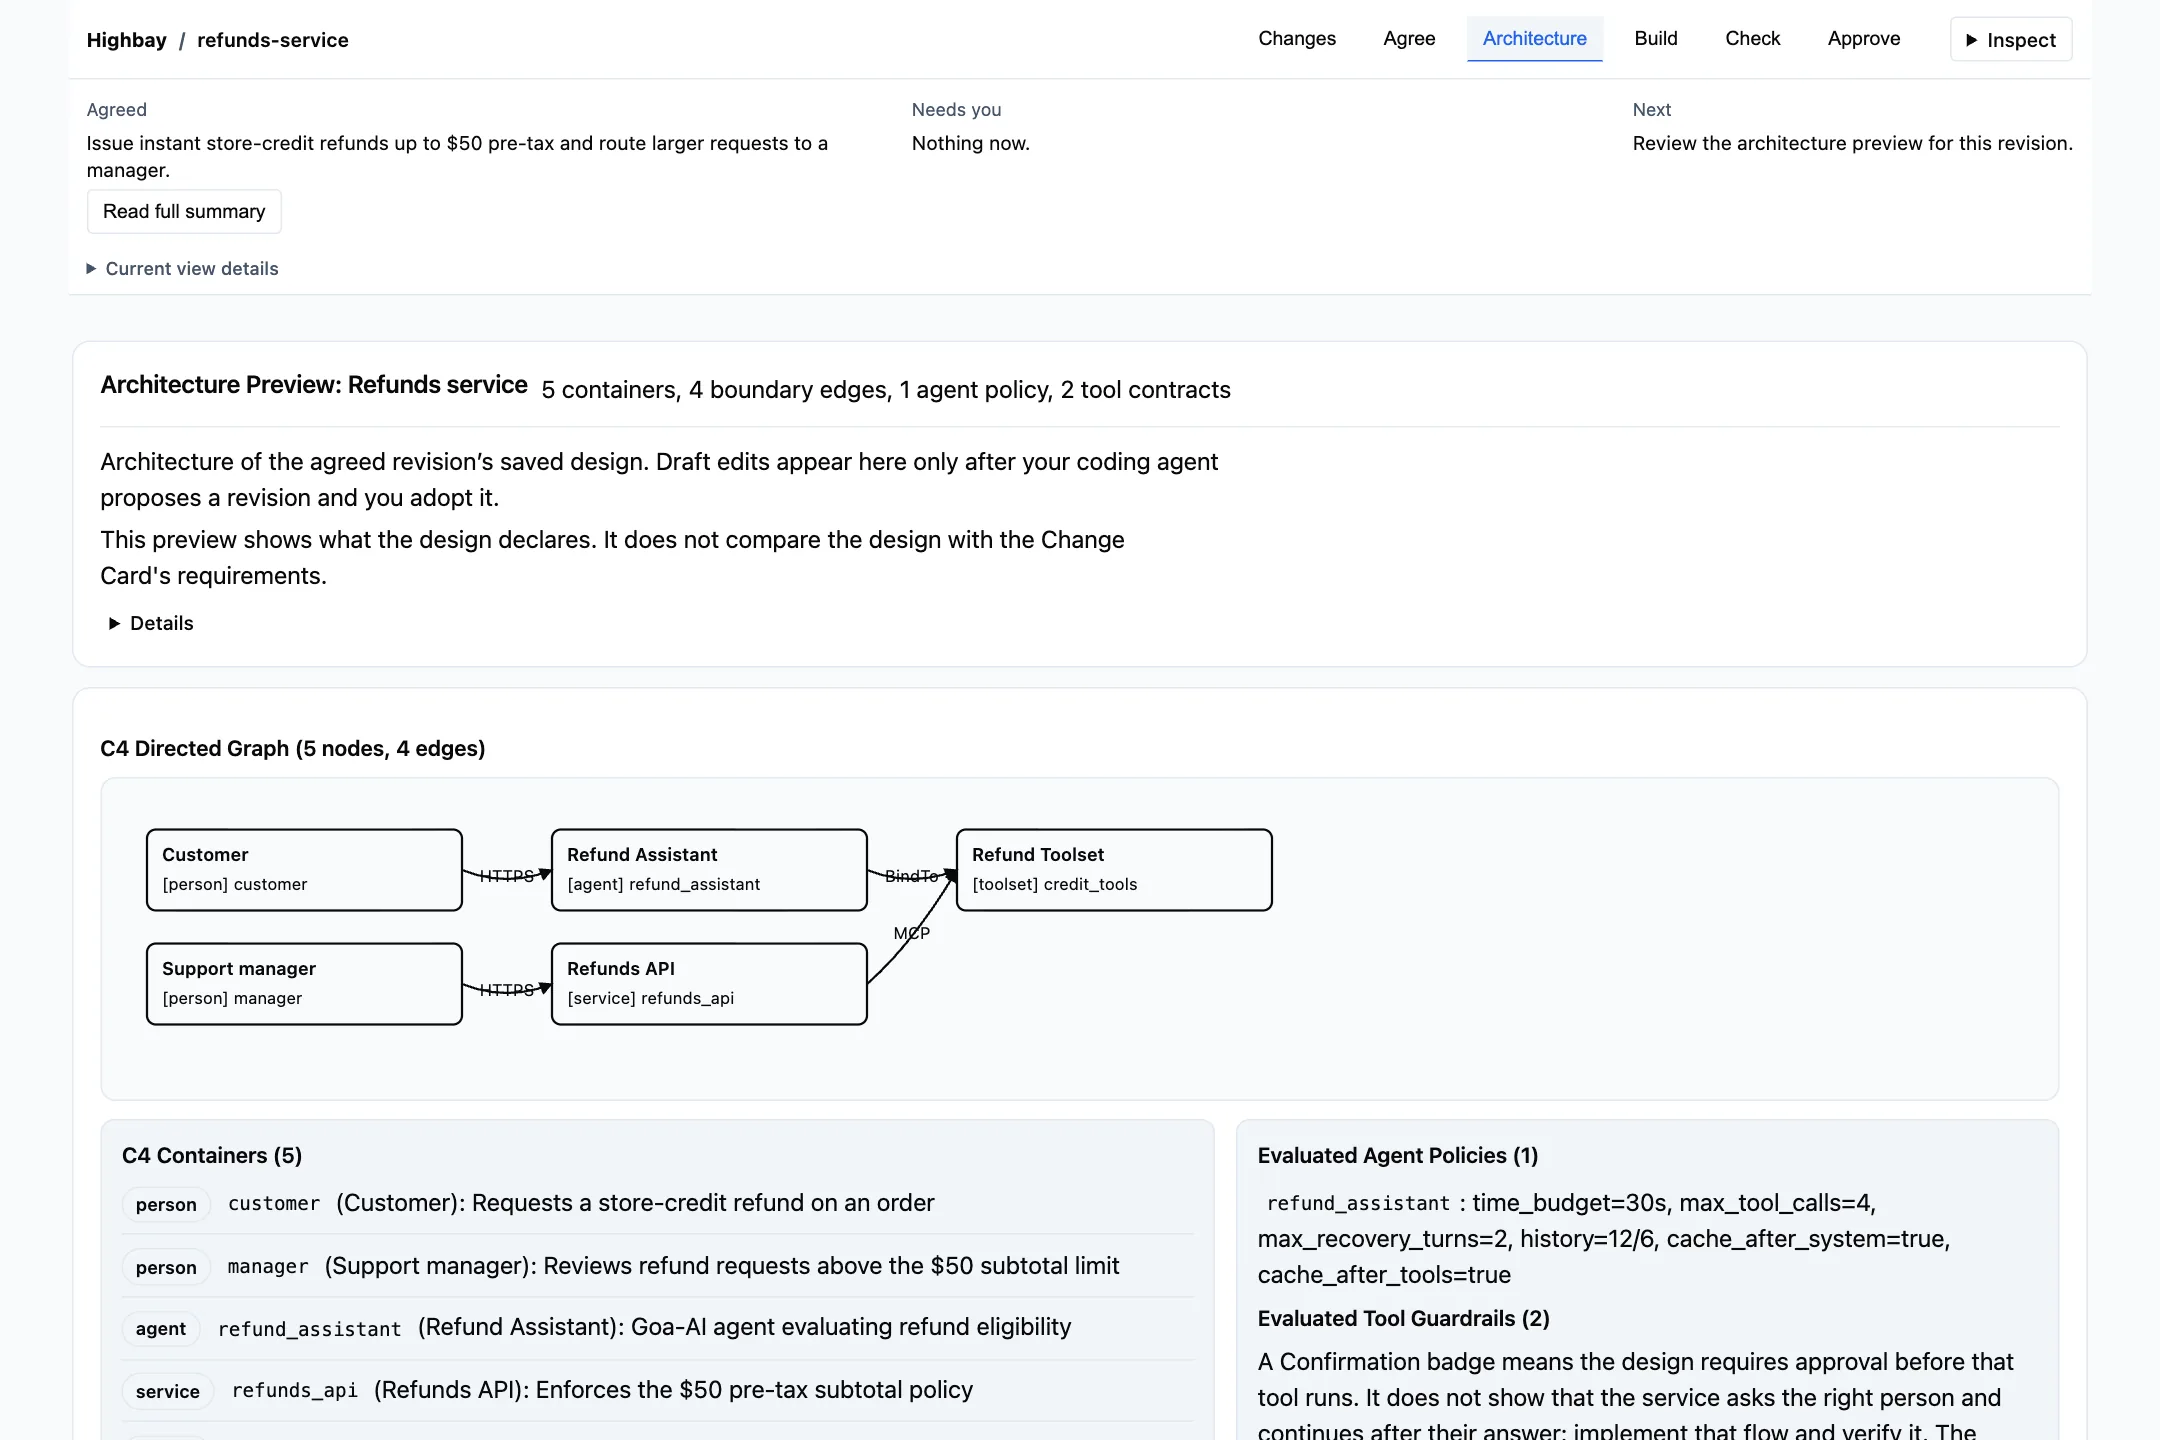 Highbay / refunds-service
Changes
Agree
Architecture
Build
Check
Approve
▶ Inspect
Agreed
Issue instant store-credit refunds up to $50 pre-tax and route larger requests to a
manager.
Read full summary
Needs you
Nothing now.
Next
Review the architecture preview for this revision.
▶ Current view details
Architecture Preview: Refunds service 5 containers, 4 boundary edges, 1 agent policy, 2 tool contracts
Architecture of the agreed revision’s saved design. Draft edits appear here only after your coding agent
proposes a revision and you adopt it.
This preview shows what the design declares. It does not compare the design with the Change
Card's requirements.
▶ Details
C4 Directed Graph (5 nodes, 4 edges)
Customer
[person] customer
HTTPS
Refund Assistant
[agent] refund_assistant
BindTo
Refund Toolset
[toolset] credit_tools
MCP
Support manager
[person] manager
HTTPS
Refunds API
[service] refunds_api
C4 Containers (5)
person customer (Customer): Requests a store-credit refund on an order
person manager (Support manager): Reviews refund requests above the $50 subtotal limit
agent refund_assistant (Refund Assistant): Goa-AI agent evaluating refund eligibility
service refunds_api (Refunds API): Enforces the $50 pre-tax subtotal policy
Evaluated Agent Policies (1)
refund_assistant : time_budget=30s, max_tool_calls=4,
max_recovery_turns=2, history=12/6, cache_after_system=true,
cache_after_tools=true
Evaluated Tool Guardrails (2)
A Confirmation badge means the design requires approval before that
tool runs. It does not show that the service asks the right person and
continues after their answer; implement that flow and verify it. The